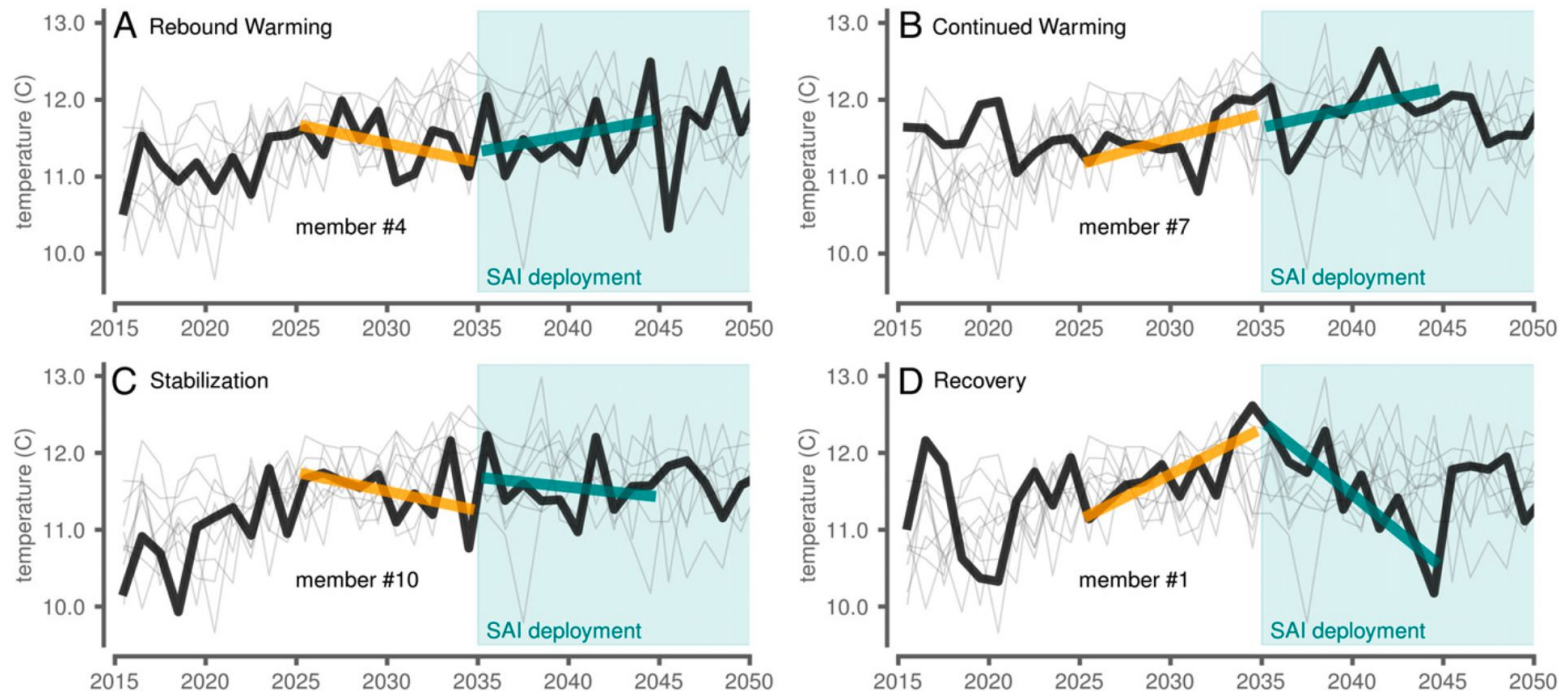 A Rebound Warming
temperature (C)
13.0
12.0
11.0
10.0
member #4
SAI deployment
2015 2020 2025 2030 2035 2040 2045 2050
B Continued Warming
temperature (C)
13.0
12.0
11.0
10.0
member #7
SAI deployment
2015 2020 2025 2030 2035 2040 2045 2050
C Stabilization
temperature (C)
13.0
12.0
11.0
10.0
member #10
SAI deployment
2015 2020 2025 2030 2035 2040 2045 2050
D Recovery
temperature (C)
13.0
12.0
11.0
10.0
member #1
SAI deployment
2015 2020 2025 2030 2035 2040 2045 2050